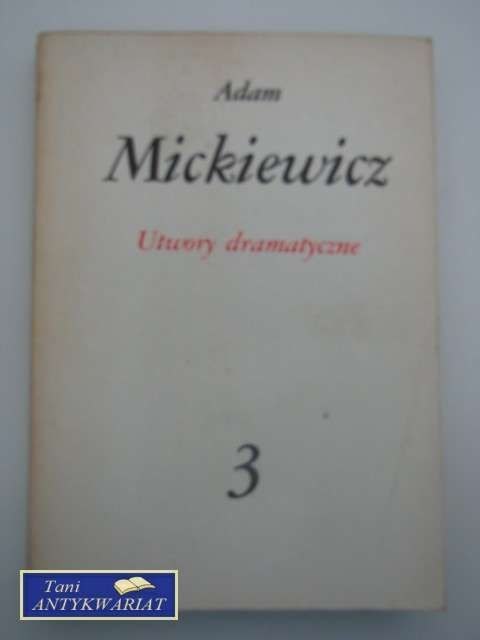 Adam
Mickiewicz
Utwory dramatyczne
3
Tani
ANTYKWARIAT